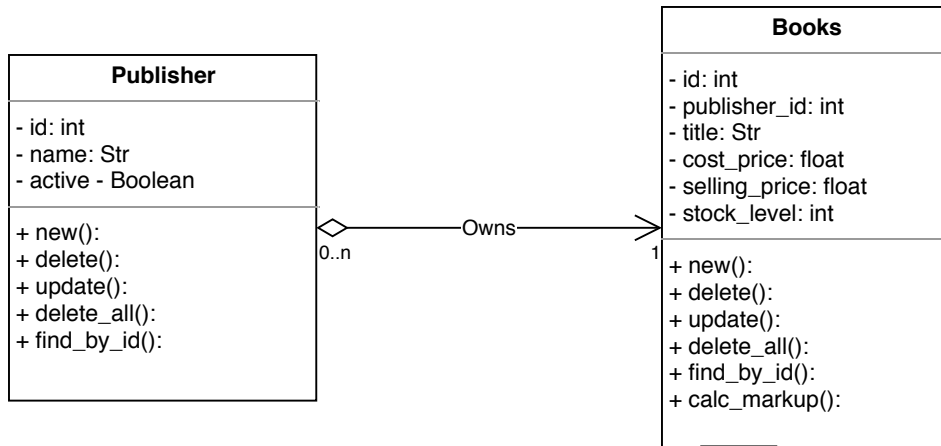 Publisher
- id: int
- name: Str
- active - Boolean
+ new():
+ delete():
+ update():
+ delete_all():
+ find_by_id():
0..n
Owns
1
Books
- id: int
- publisher_id: int
- title: Str
- cost_price: float
- selling_price: float
- stock_level: int
+ new():
+ delete():
+ update():
+ delete_all():
+ find_by_id():
+ calc_markup():